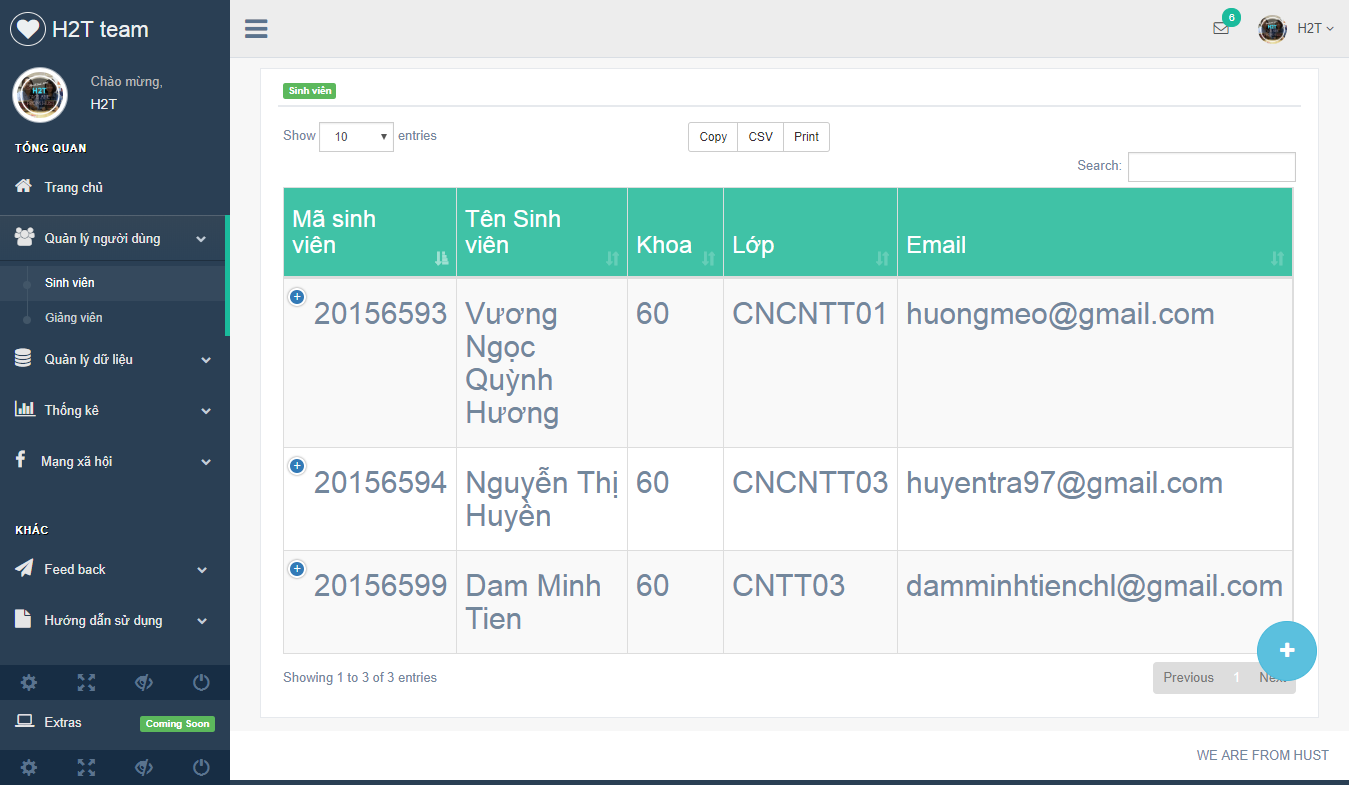 H2T team
Chào mừng,
H2T
TỔNG QUAN
Trang chủ
Quản lý người dùng
Sinh viên
Giảng viên
Quản lý dữ liệu
Thống kê
Mạng xã hội
KHÁC
Feed back
Hướng dẫn sử dụng
Extras
Coming Soon
6
H2T
Sinh viên
Show 10 entries
Copy CSV Print
Search:
Mã sinh viên Tên Sinh viên Khoa Lớp Email
20156593 Vương Ngọc Quỳnh Hương 60 CNCNTT01 huongmeo@gmail.com
20156594 Nguyễn Thị Huyền 60 CNCNTT03 huyentra97@gmail.com
20156599 Dam Minh Tien 60 CNTT03 damminhtienchl@gmail.com
Showing 1 to 3 of 3 entries
Previous 1 Next
WE ARE FROM HUST